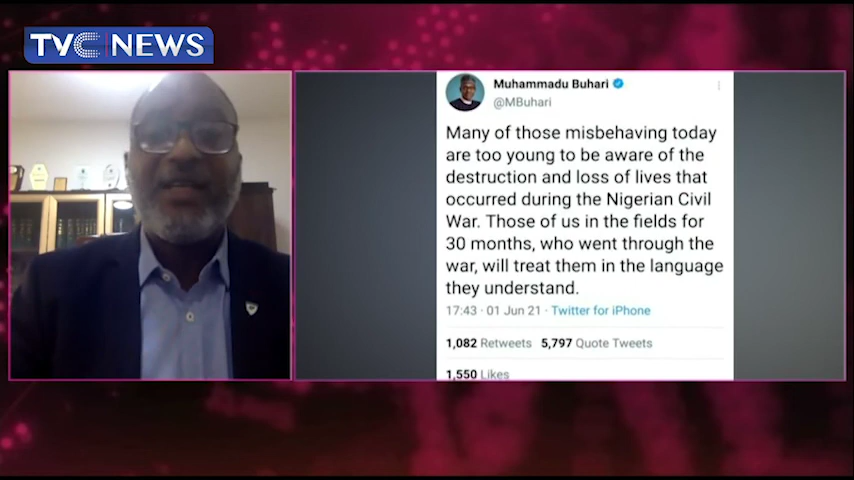 TVC NEWS
Muhammadu Buhari
@MBuhari
Many of those misbehaving today
are too young to be aware of the
destruction and loss of lives that
occurred during the Nigerian Civil
War. Those of us in the fields for
30 months, who went through the
war, will treat them in the language
they understand.
17:43 · 01 Jun 21 · Twitter for iPhone
1,082 Retweets 5,797 Quote Tweets
1,550 Likes